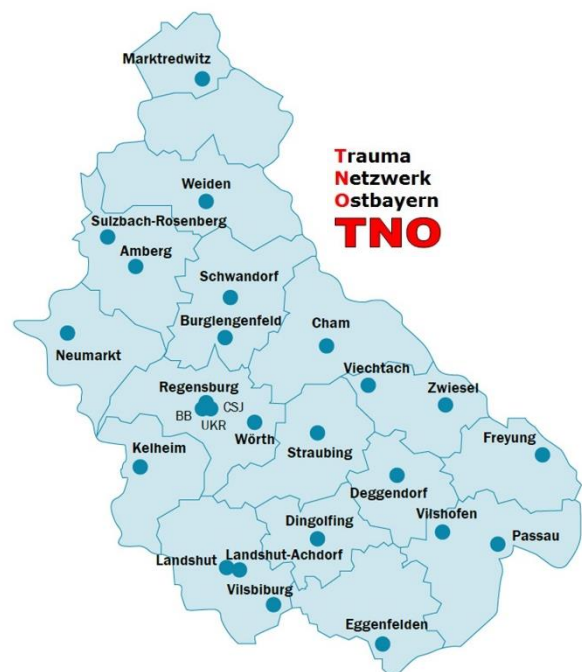 Marktredwitz
Trauma
Netzwerk
Ostbayern
TNO
Weiden
Sulzbach-Rosenberg
Amberg
Schwandorf
Burglengenfeld
Cham
Neumarkt
Viechtach
Zwiesel
Regensburg
BB
CSJ
UKR
Wörth
Straubing
Freyung
Kelheim
Deggendorf
Vilshofen
Dingolfing
Passau
Landshut
Landshut-Achdorf
Vilsbiburg
Eggenfelden